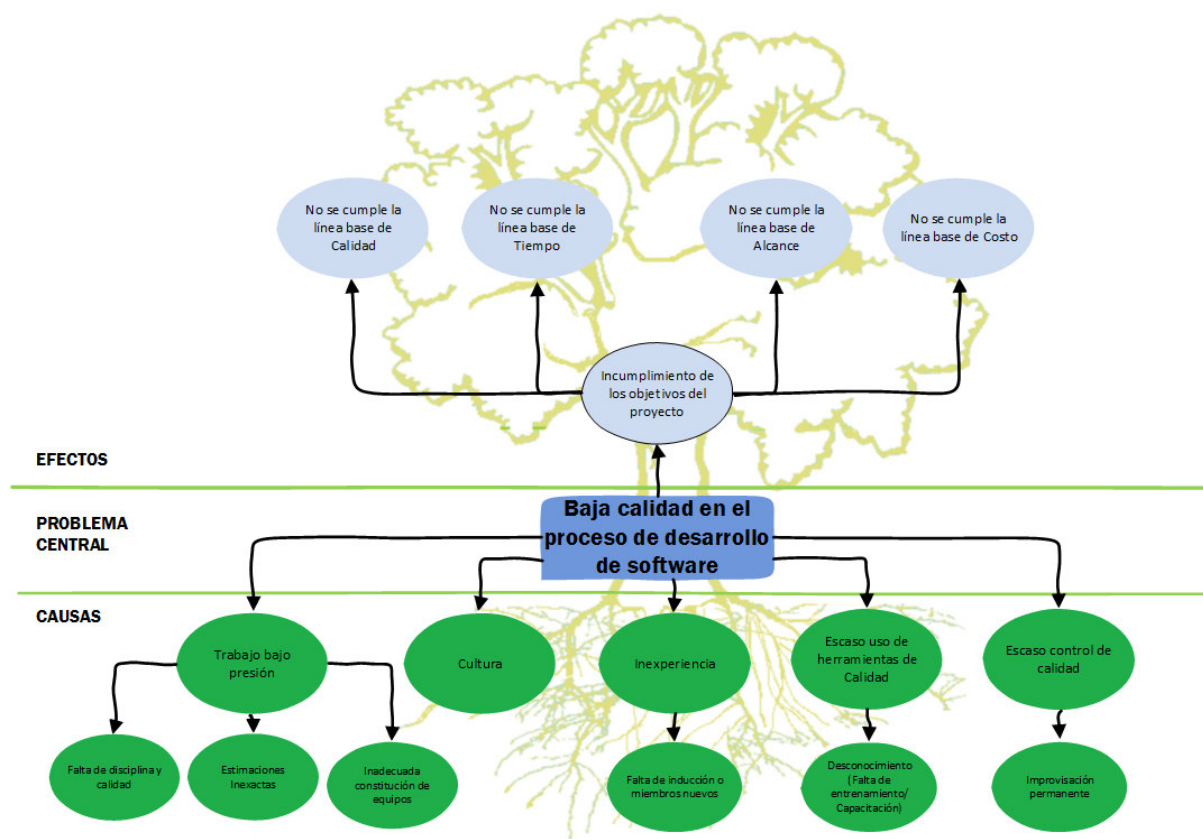 No se cumple la
línea base de
Calidad
No se cumple la
línea base de
Tiempo
No se cumple la
línea base de
Alcance
No se cumple la
línea base de Costo
Incumplimiento de
los objetivos del
proyecto
EFECTOS
PROBLEMA
CENTRAL
Baja calidad en el
proceso de desarrollo
de software
CAUSAS
Trabajo bajo
presión
Cultura
Inexperiencia
Escaso uso de
herramientas de
Calidad
Escaso control de
calidad
Falta de disciplina y
calidad
Estimaciones
Inexactas
Inadecuada
constitución de
equipos
Falta de inducción o
miembros nuevos
Desconocimiento
(Falta de
entrenamiento/
Capacitación)
Improvisación
permanente